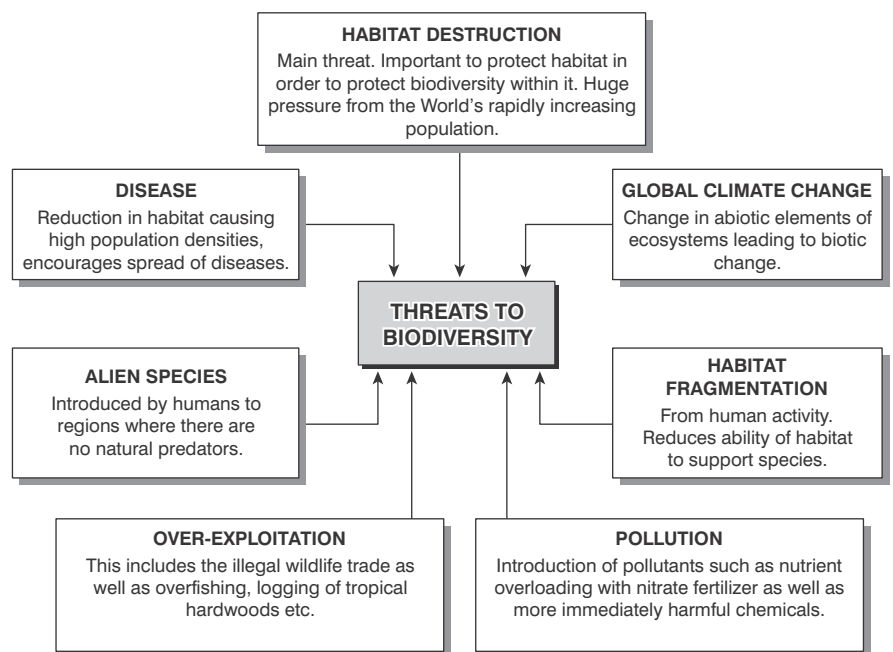 HABITAT DESTRUCTION
Main threat. Important to protect habitat in
order to protect biodiversity within it. Huge
pressure from the World's rapidly increasing
population.
DISEASE
Reduction in habitat causing
high population densities,
encourages spread of diseases.
GLOBAL CLIMATE CHANGE
Change in abiotic elements of
ecosystems leading to biotic
change.
THREATS TO
BIODIVERSITY
ALIEN SPECIES
Introduced by humans to
regions where there are
no natural predators.
HABITAT
FRAGMENTATION
From human activity.
Reduces ability of habitat
to support species.
OVER-EXPLOITATION
This includes the illegal wildlife trade as
well as overfishing, logging of tropical
hardwoods etc.
POLLUTION
Introduction of pollutants such as nutrient
overloading with nitrate fertilizer as well as
more immediately harmful chemicals.